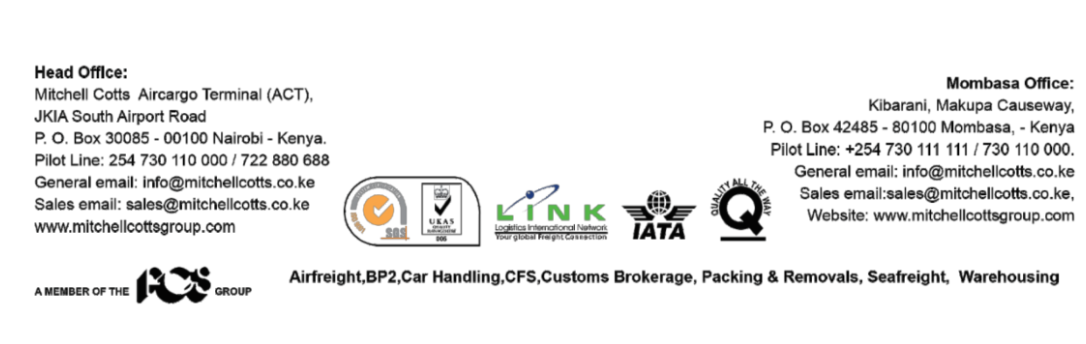 Head Office:
Mitchell Cotts Aircargo Terminal (ACT),
JKIA South Airport Road
P. O. Box 30085 - 00100 Nairobi - Kenya.
Pilot Line: 254 730 110 000 / 722 880 688
General email: info@mitchellcotts.co.ke
Sales email: sales@mitchellcotts.co.ke
www.mitchellcottsgroup.com
Mombasa Office:
Kibarani, Makupa Causeway,
P. O. Box 42485 - 80100 Mombasa, - Kenya
Pilot Line: +254 730 111 111 / 730 110 000.
General email: info@mitchellcotts.co.ke
Sales email:sales@mitchellcotts.co.ke,
Website: www.mitchellcottsgroup.com
SGS
UKAS
QUALITY
MANAGEMENT
005
LINK
Logistics International Network
Your global Freight Connection
IATA
QUALITY ALL THE WAY
Q
A MEMBER OF THE
GROUP
Airfreight,BP2,Car Handling,CFS,Customs Brokerage, Packing & Removals, Seafreight, Warehousing